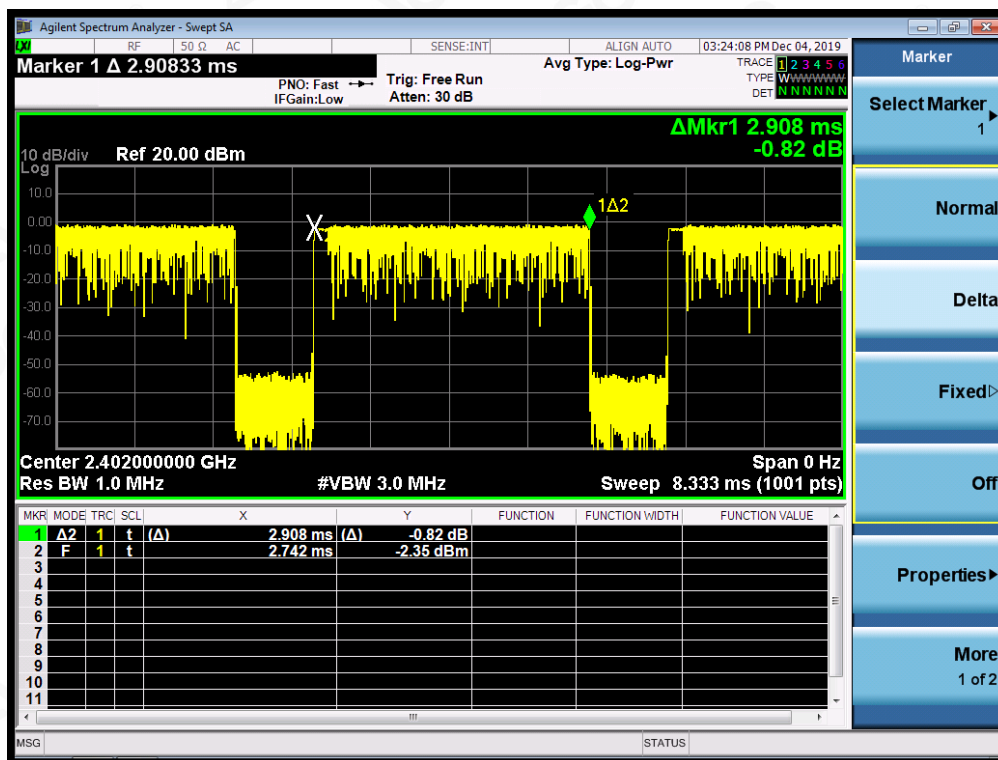 Agilent Spectrum Analyzer - Swept SA
LXI RF 50 Ω AC SENSE:INT ALIGN AUTO 03:24:08 PM Dec 04, 2019
Marker 1 Δ 2.90833 ms
PNO: Fast
IFGain:Low
Trig: Free Run
Atten: 30 dB
Avg Type: Log-Pwr
TRACE 1 2 3 4 5 6
TYPE WWWWWWW
DET N N N N N N
ΔMkr1 2.908 ms
-0.82 dB
10 dB/div Ref 20.00 dBm
Log
10.0
0.00
-10.0
-20.0
-30.0
-40.0
-50.0
-60.0
-70.0
1Δ2
Center 2.402000000 GHz Span 0 Hz
Res BW 1.0 MHz #VBW 3.0 MHz Sweep 8.333 ms (1001 pts)
MKR MODE TRC SCL X Y FUNCTION FUNCTION WIDTH FUNCTION VALUE
1 Δ2 1 t (Δ) 2.908 ms (Δ) -0.82 dB
2 F 1 t 2.742 ms -2.35 dBm
3
4
5
6
7
8
9
10
11
MSG STATUS
Marker
Select Marker
1
Normal
Delta
Fixed
Off
Properties
More
1 of 2